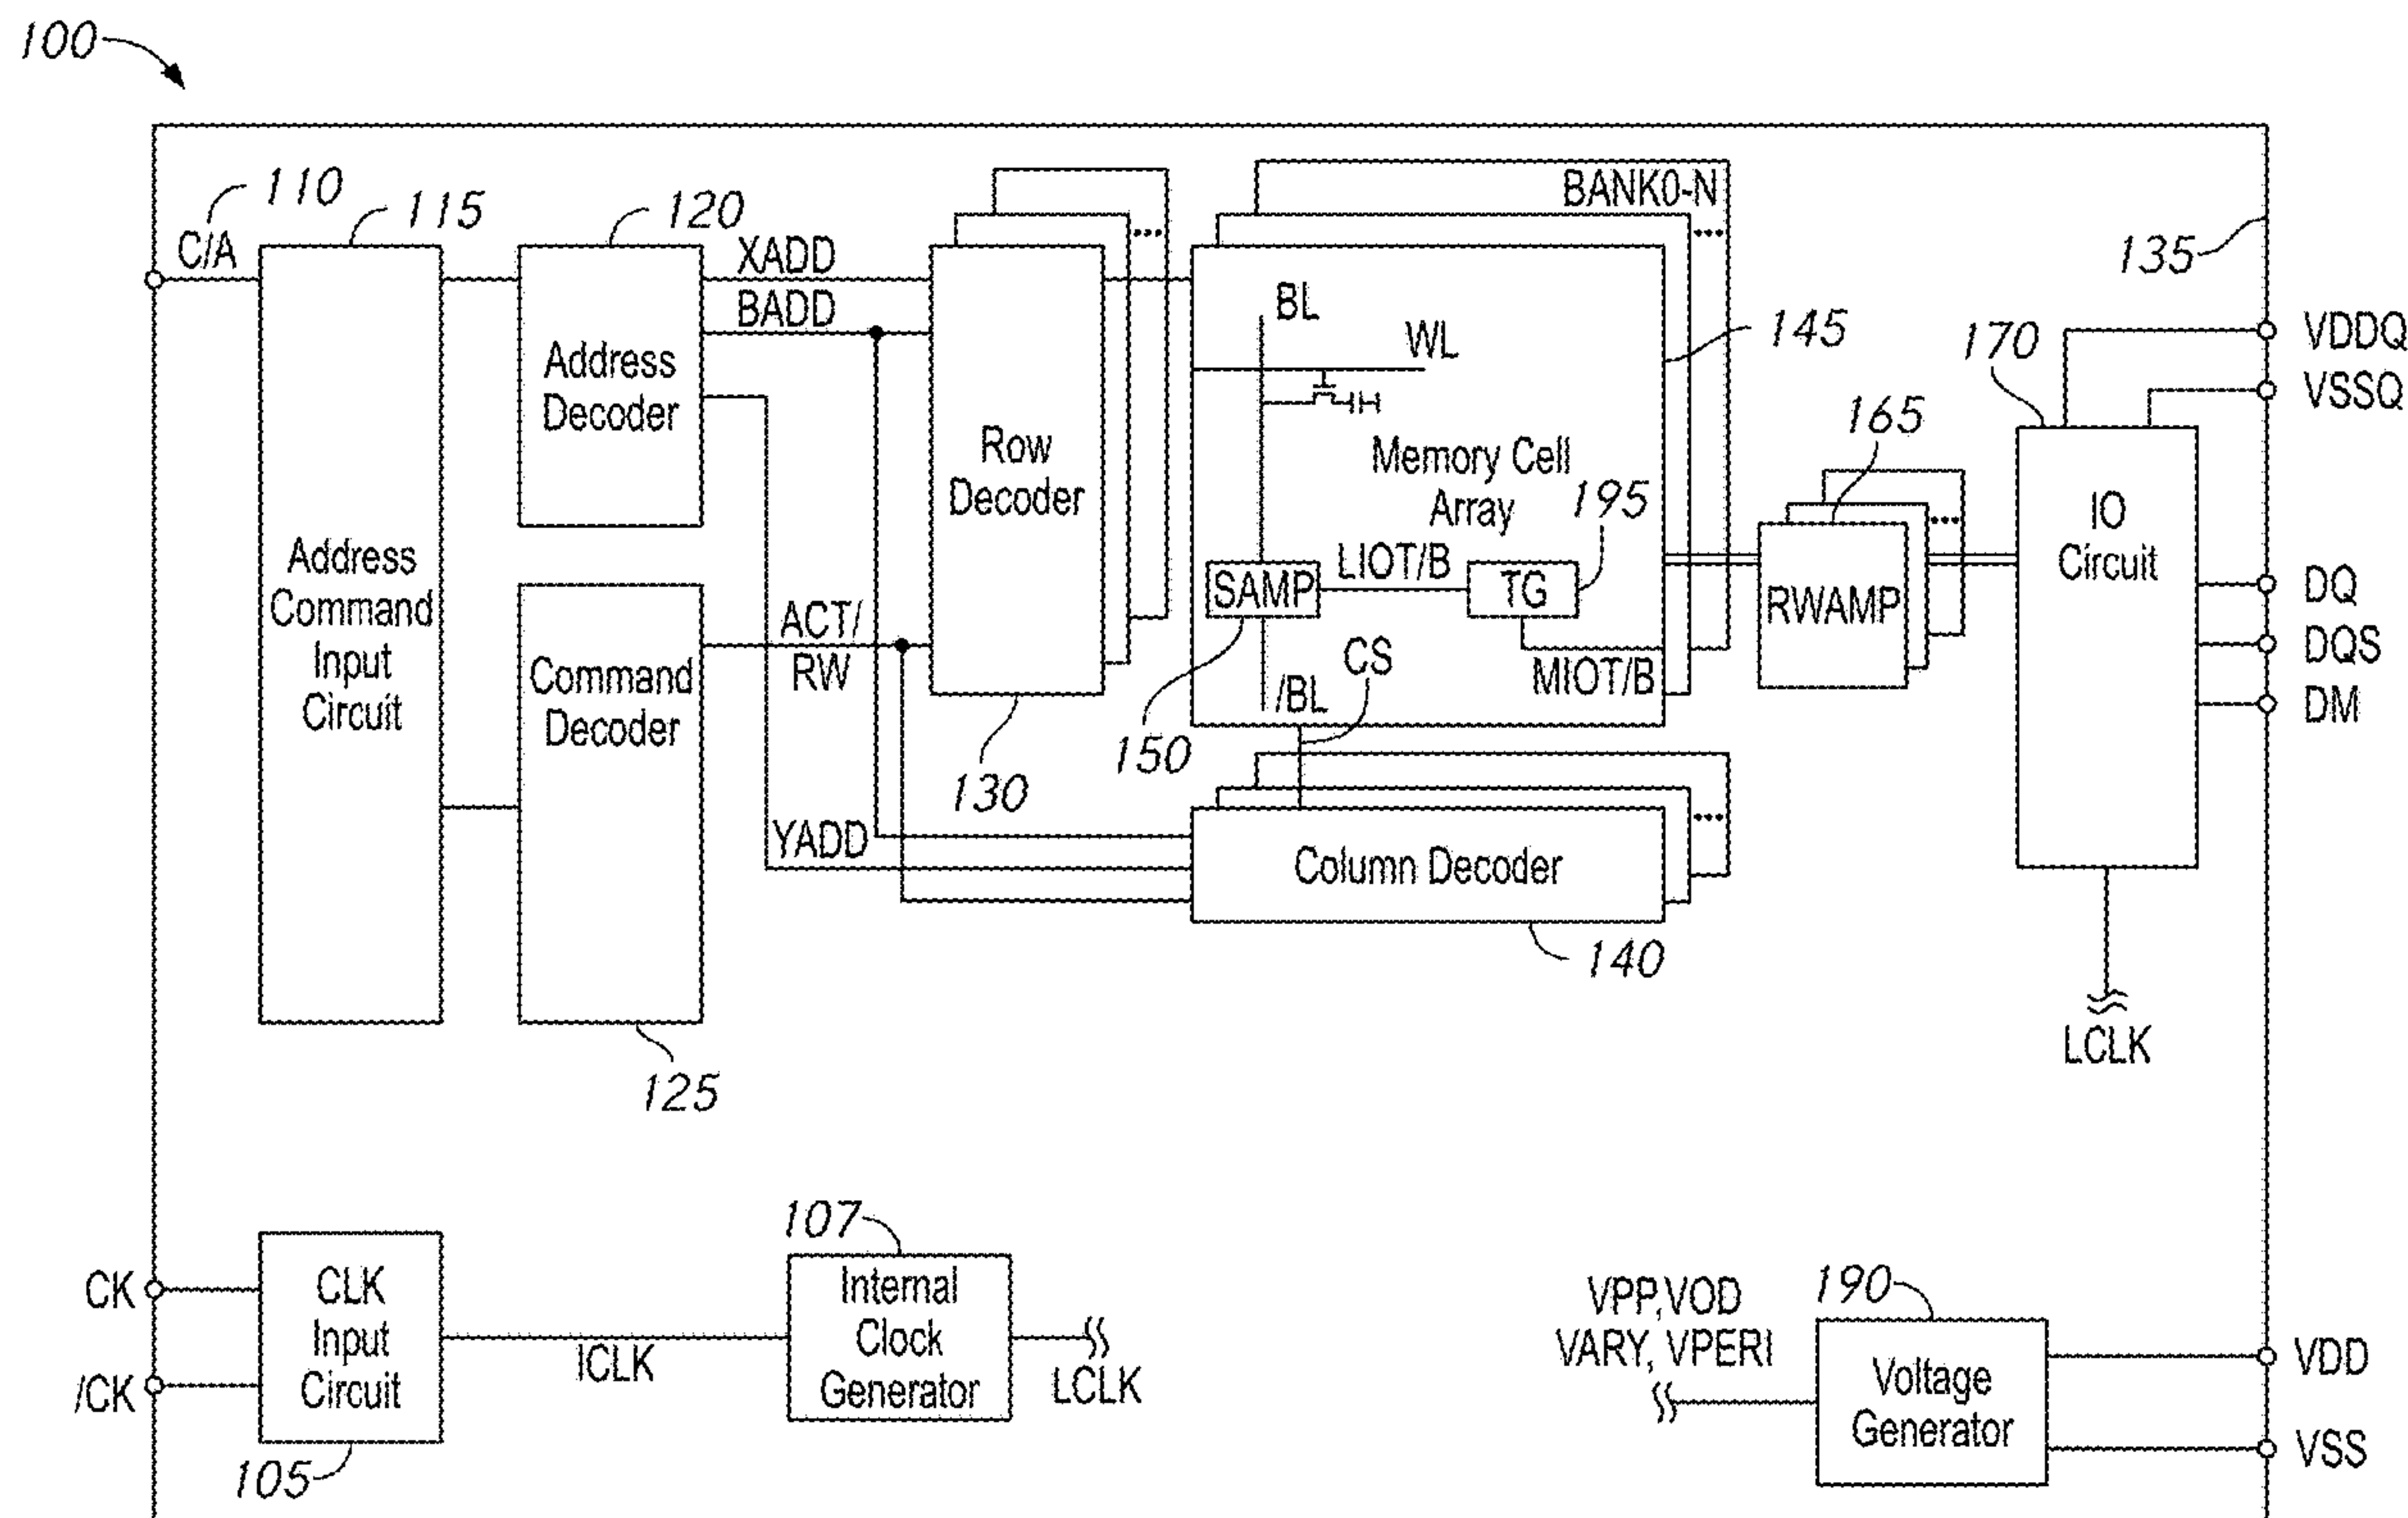 100
110
115
120
C/A
XADD
BADD
BANK0-N
...
...
135
BL
WL
145
170
VDDQ
VSSQ
Address
Decoder
Row
Decoder
Memory Cell
Array
195
165
...
IO
Circuit
Address
Command
Input
Circuit
LIOT/B
SAMP
TG
RWAMP
DQ
DQS
DM
ACT/
RW
Command
Decoder
CS
MIOT/B
/BL
150
130
YADD
Column Decoder
...
140
LCLK
125
107
CK
/CK
CLK
Input
Circuit
ICLK
Internal
Clock
Generator
LCLK
105
VPP,VOD
VARY, VPERI
190
Voltage
Generator
VDD
VSS